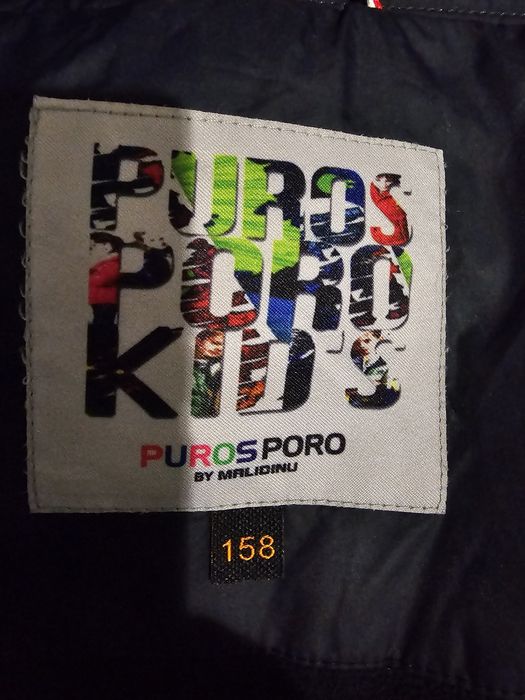 PUROS
PORO
KID'S
PUROSPORO
BY MALIDINU
158